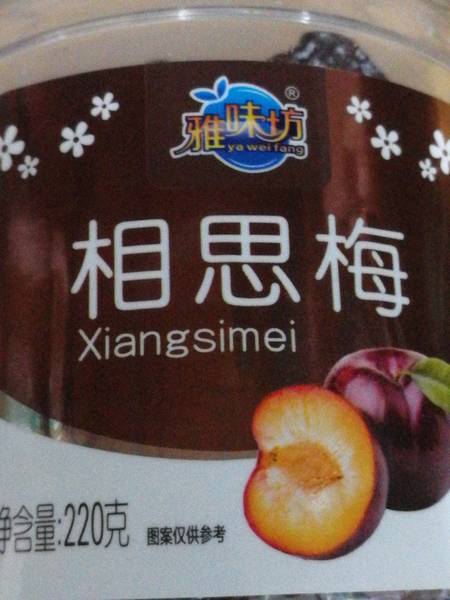 雅味坊®
ya wei fang
相思梅
Xiangsimei
净含量:220克
图案仅供参考